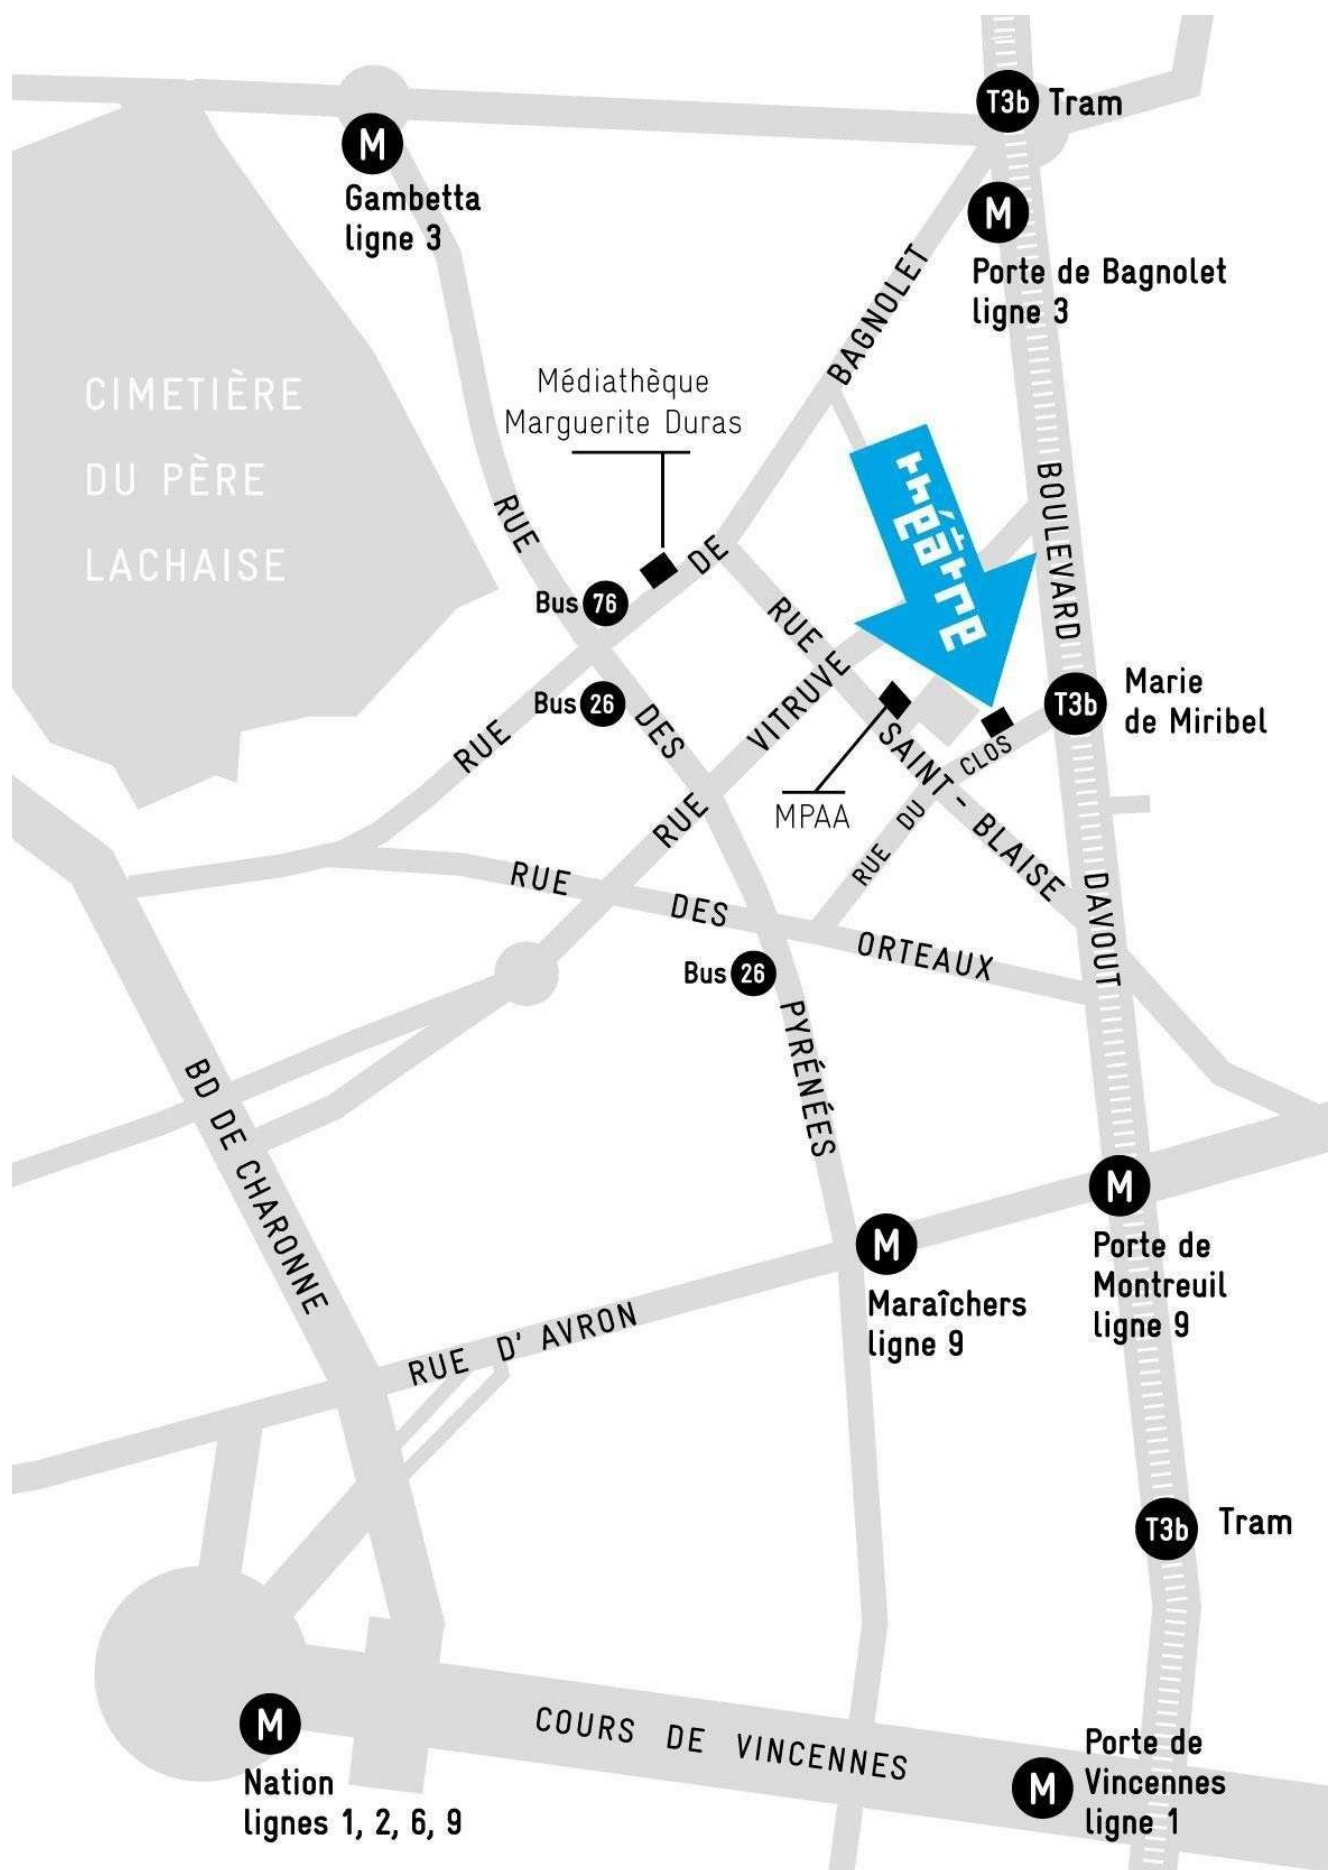 T3b Tram
M
Gambetta
ligne 3
M
Porte de Bagnolet
ligne 3
CIMETIÈRE
DU PÈRE
LACHAISE
Médiathèque
Marguerite Duras
RUE DE BAGNOLET
théâtre
BOULEVARD DAVOUT
RUE DES PYRÉNÉES
Bus 76
Bus 26
RUE SAINT-BLAISE
RUE VITRUVE
MPAA
RUE DU CLOS
T3b
Marie
de Miribel
RUE DES ORTEAUX
Bus 26
BD DE CHARONNE
M
Maraîchers
ligne 9
M
Porte de
Montreuil
ligne 9
RUE D' AVRON
T3b Tram
COURS DE VINCENNES
M
Nation
lignes 1, 2, 6, 9
M
Porte de
Vincennes
ligne 1